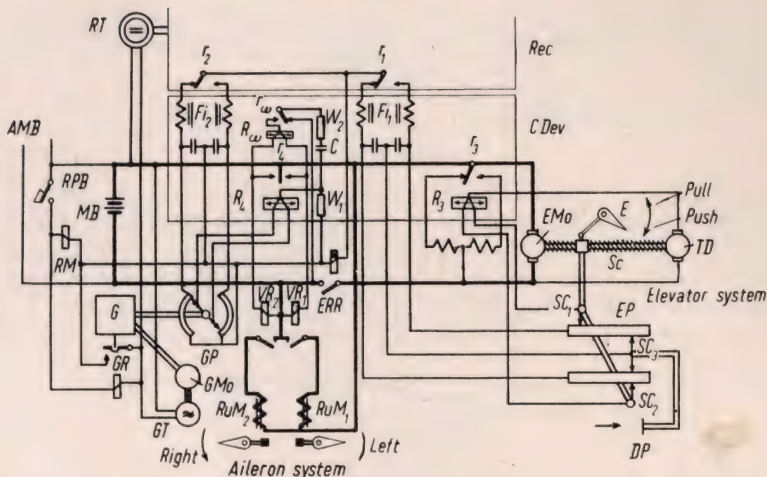 RT
r2
r1
Rec
AMB
Fi2
rω
W2
Fi1
C Dev
Rω
C
RPB
r4
r3
MB
R4
W1
R3
Pull
EMo
E
Push
RM
Sc
TD
G
VR2
VR1
ERR
SC1
EP
Elevator system
GP
GR
GMo
SC3
RuM2
RuM1
SC2
GT
Right
Left
DP
Aileron system